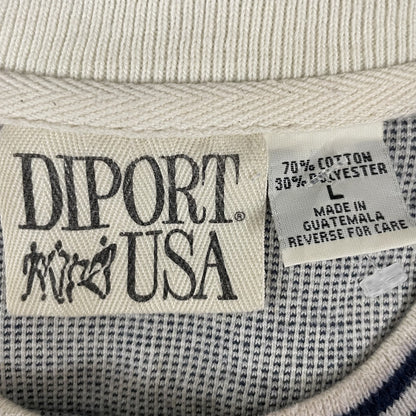 DIPORT®
USA
70% COTTON
30% POLYESTER
L
MADE IN
GUATEMALA
REVERSE FOR CARE